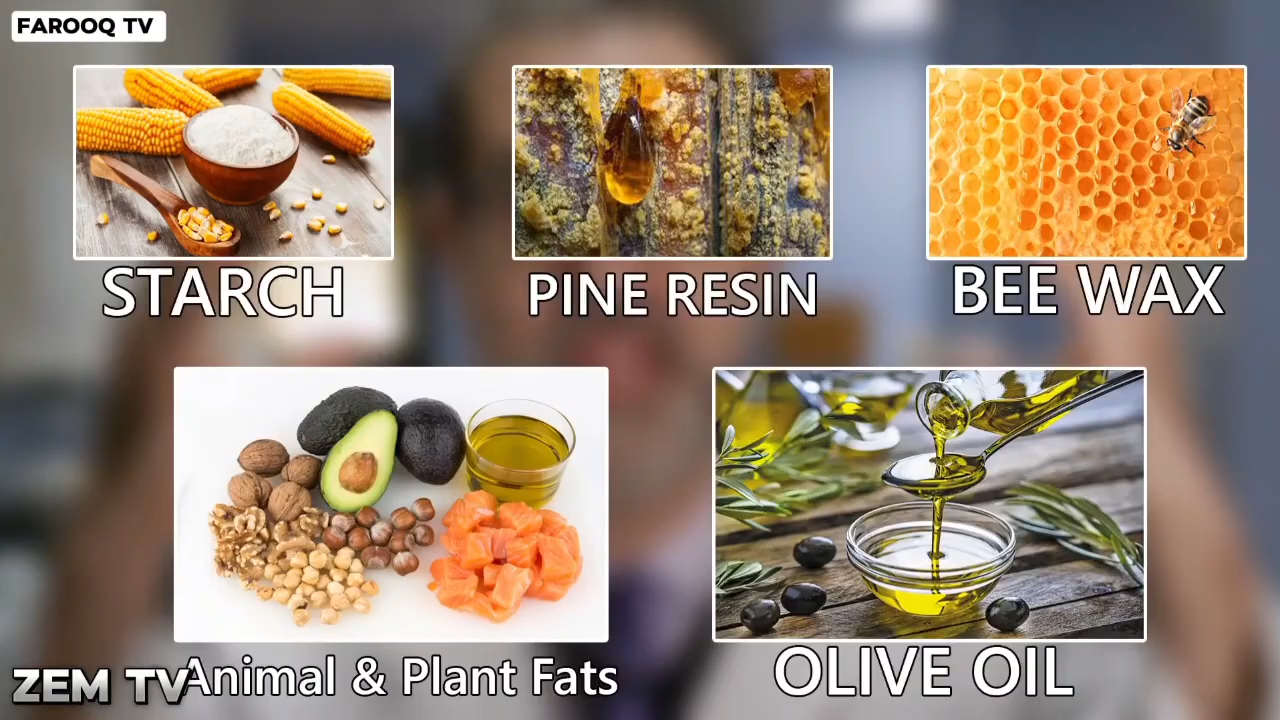 FAROOQ TV
STARCH
PINE RESIN
BEE WAX
Animal & Plant Fats
OLIVE OIL
ZEM TV